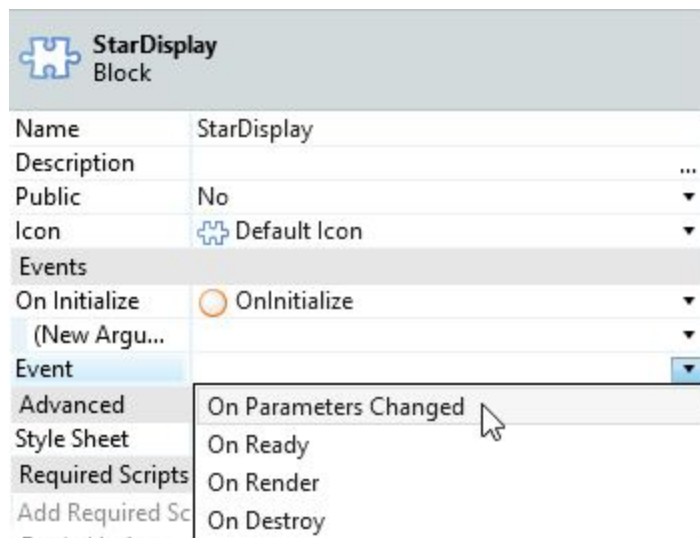 StarDisplay
Block
Name StarDisplay
Description ...
Public No
Icon Default Icon
Events
On Initialize OnInitialize
(New Argu...
Event
Advanced On Parameters Changed
Style Sheet On Ready
Required Scripts On Render
Add Required Sc On Destroy